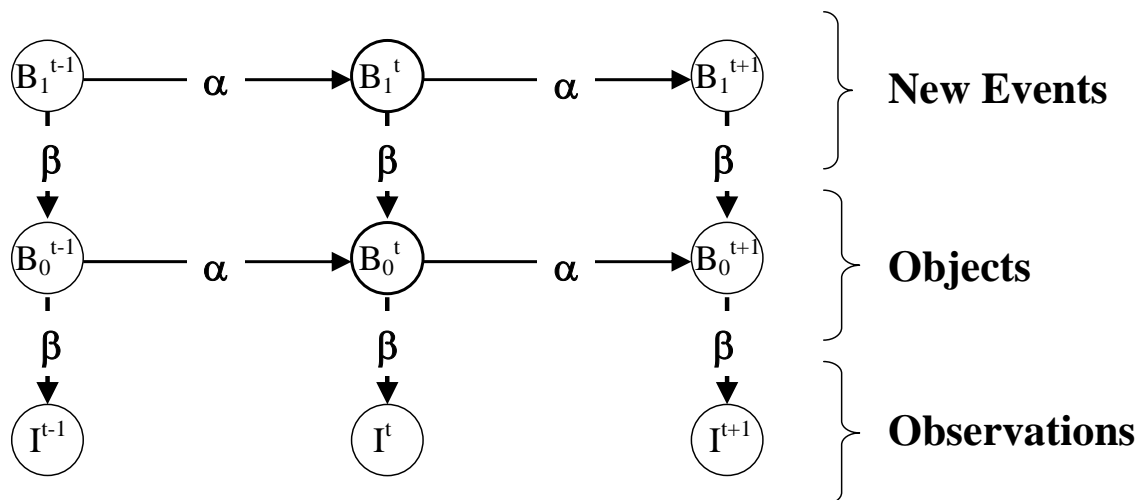 B₁ᵗ⁻¹ α B₁ᵗ α B₁ᵗ⁺¹ New Events
β β β
B₀ᵗ⁻¹ α B₀ᵗ α B₀ᵗ⁺¹ Objects
β β β
Iᵗ⁻¹ Iᵗ Iᵗ⁺¹ Observations